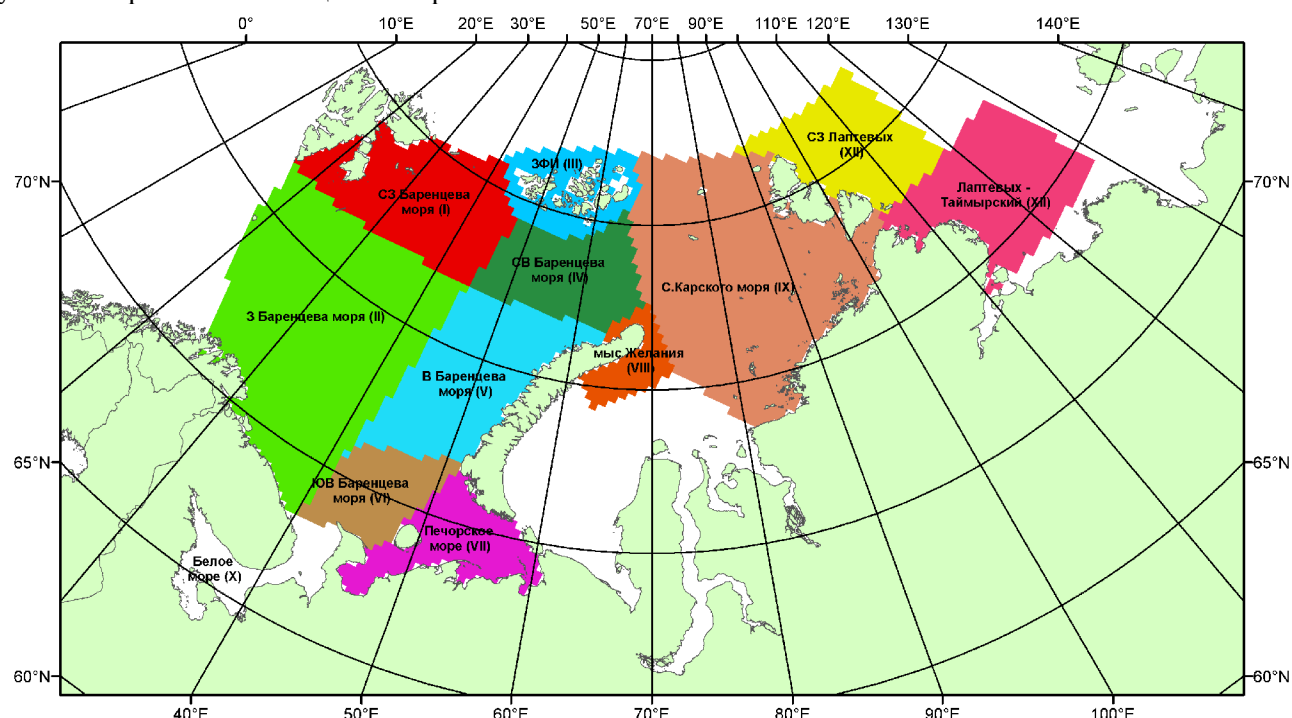 0° 10°E 20°E 30°E 50°E 70°E 90°E 110°E 120°E 130°E 140°E
СЗ Лаптевых
(XII)
ЗФИ (III)
70°N
70°N
СЗ Баренцева
моря (I)
Лаптевых -
Таймырский (XII)
СВ Баренцева
моря (IV)
С.Карского моря (IX)
З Баренцева моря (II)
мыс Желания
(VIII)
В Баренцева
моря (V)
65°N
65°N
ЮВ Баренцева
моря (VI)
Печорское
море (VII)
Белое
море (X)
60°N
60°N
40°E 50°E 60°E 70°E 80°E 90°E 100°E